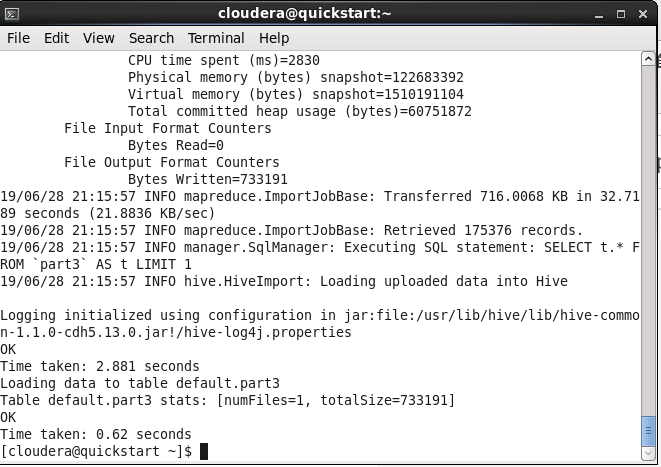 cloudera@quickstart:~
File Edit View Search Terminal Help
CPU time spent (ms)=2830
Physical memory (bytes) snapshot=122683392
Virtual memory (bytes) snapshot=1510191104
Total committed heap usage (bytes)=60751872
File Input Format Counters
Bytes Read=0
File Output Format Counters
Bytes Written=733191
19/06/28 21:15:57 INFO mapreduce.ImportJobBase: Transferred 716.0068 KB in 32.71
89 seconds (21.8836 KB/sec)
19/06/28 21:15:57 INFO mapreduce.ImportJobBase: Retrieved 175376 records.
19/06/28 21:15:57 INFO manager.SqlManager: Executing SQL statement: SELECT t.* F
ROM `part3` AS t LIMIT 1
19/06/28 21:15:57 INFO hive.HiveImport: Loading uploaded data into Hive
Logging initialized using configuration in jar:file:/usr/lib/hive/lib/hive-commo
n-1.1.0-cdh5.13.0.jar!/hive-log4j.properties
OK
Time taken: 2.881 seconds
Loading data to table default.part3
Table default.part3 stats: [numFiles=1, totalSize=733191]
OK
Time taken: 0.62 seconds
[cloudera@quickstart ~]$